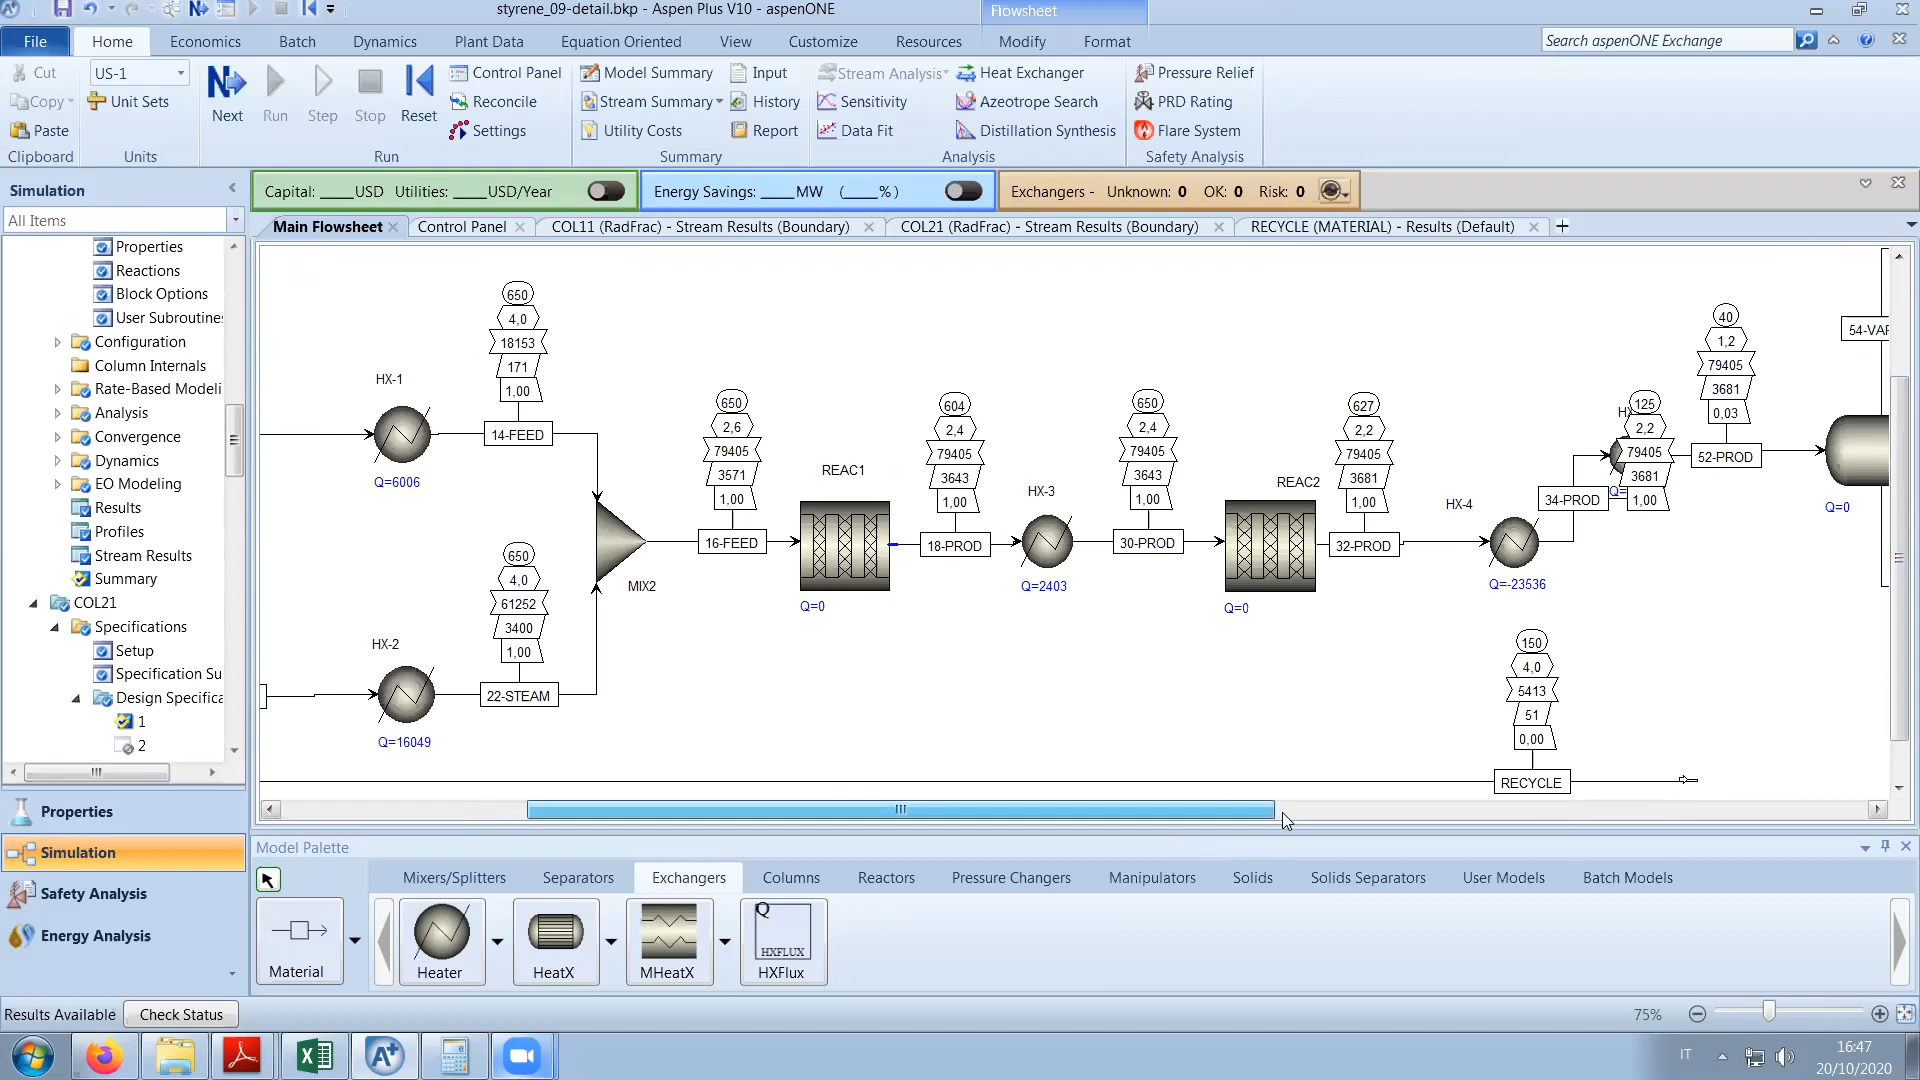 styrene_09-detail.bkp - Aspen Plus V10 - aspenONE
Flowsheet
File
Home
Economics
Batch
Dynamics
Plant Data
Equation Oriented
View
Customize
Resources
Modify
Format
Search aspenONE Exchange
Cut
Copy
Paste
Clipboard
US-1
Unit Sets
Units
Next
Run
Step
Stop
Reset
Control Panel
Reconcile
Settings
Run
Model Summary
Stream Summary
Utility Costs
Input
History
Report
Summary
Stream Analysis
Sensitivity
Data Fit
Heat Exchanger
Azeotrope Search
Distillation Synthesis
Analysis
Pressure Relief
PRD Rating
Flare System
Safety Analysis
Simulation
All Items
Capital: ____USD Utilities: ____USD/Year
Energy Savings: ____MW (____%)
Exchangers - Unknown: 0 OK: 0 Risk: 0
Main Flowsheet
Control Panel
COL11 (RadFrac) - Stream Results (Boundary)
COL21 (RadFrac) - Stream Results (Boundary)
RECYCLE (MATERIAL) - Results (Default)
Properties
Reactions
Block Options
User Subroutine
Configuration
Column Internals
Rate-Based Modeli
Analysis
Convergence
Dynamics
EO Modeling
Results
Profiles
Stream Results
Summary
COL21
Specifications
Setup
Specification Su
Design Specifica
1
2
Properties
Simulation
Safety Analysis
Energy Analysis
HX-1
Q=6006
650
4,0
18153
171
1,00
14-FEED
HX-2
Q=16049
650
4,0
61252
3400
1,00
22-STEAM
MIX2
650
2,6
79405
3571
1,00
16-FEED
REAC1
Q=0
604
2,4
79405
3643
1,00
18-PROD
HX-3
Q=2403
650
2,4
79405
3643
1,00
30-PROD
REAC2
Q=0
627
2,2
79405
3681
1,00
32-PROD
HX-4
Q=-23536
34-PROD
125
2,2
79405
3681
1,00
HX
Q=
40
1,2
79405
3681
0,03
52-PROD
54-VAP
Q=0
150
4,0
5413
51
0,00
RECYCLE
Model Palette
Mixers/Splitters
Separators
Exchangers
Columns
Reactors
Pressure Changers
Manipulators
Solids
Solids Separators
User Models
Batch Models
Material
Heater
HeatX
MHeatX
Q
HXFLUX
HXFlux
Results Available
Check Status
75%
IT
16:47
20/10/2020